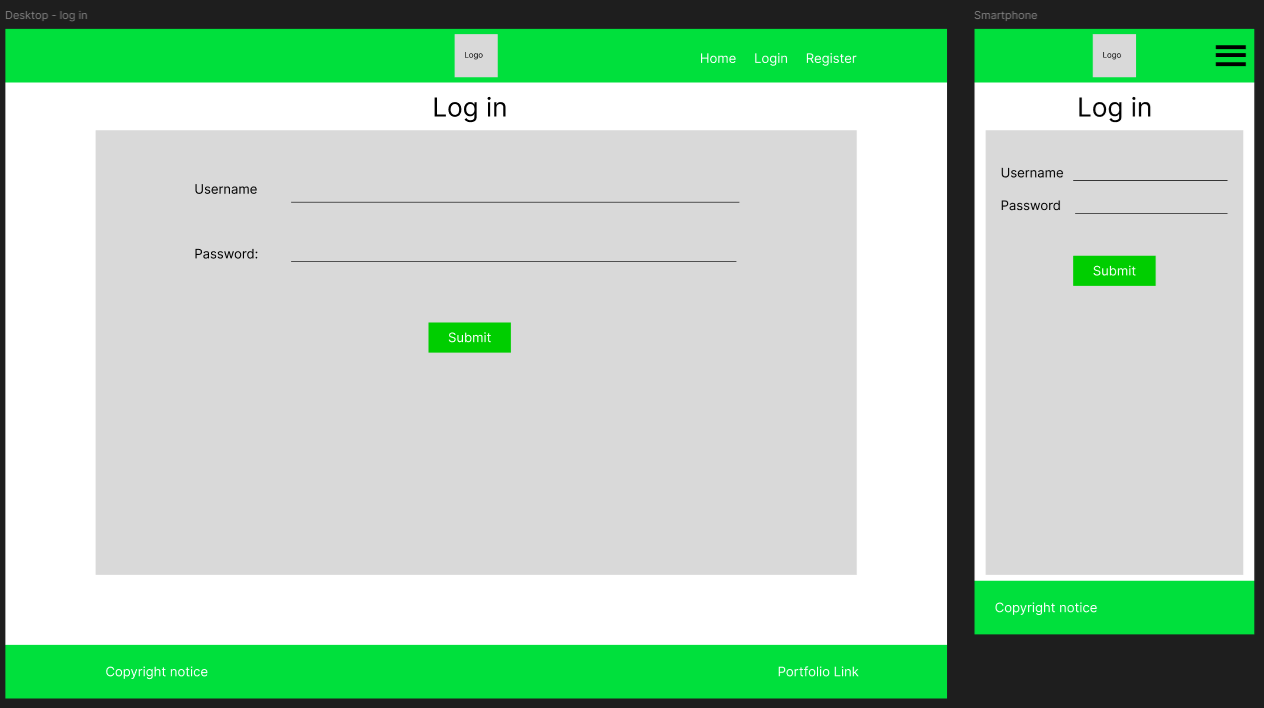 Desktop - log in
Logo
Home Login Register
Log in
Username
Password:
Submit
Copyright notice
Portfolio Link
Smartphone
Logo
Log in
Username
Password
Submit
Copyright notice